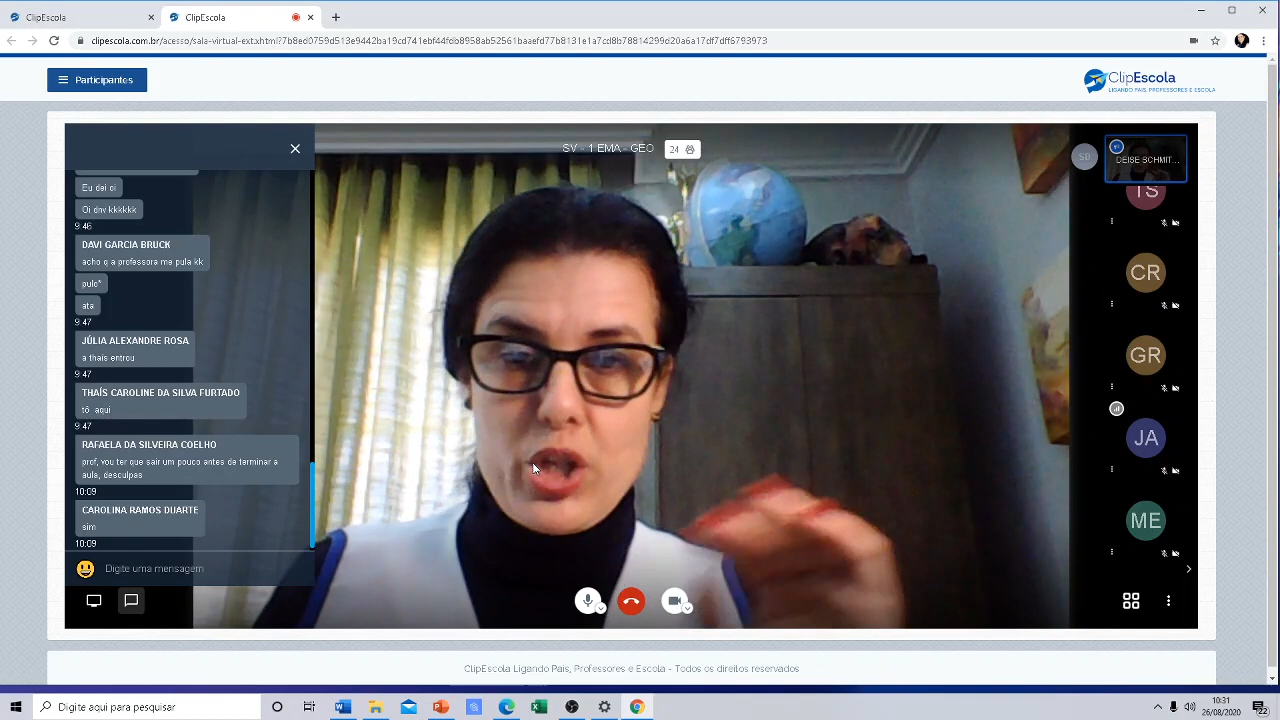 ClipEscola
ClipEscola
clipescola.com.br/acesso/sala-virtual-ext.xhtml?7b8ed0759d513e9442ba19cd741ebf44fdb8958ab52561baaefd77b8131e1a7cd8b78814299d20a6a17df7dff6793973
Participantes
ClipEscola
LIGANDO PAIS, PROFESSORES E ESCOLA
SV - 1 EMA - GEO
24
SD
DEISE SCHMIT...
Eu dei oi
Oi dnv kkkkkk
9:46
DAVI GARCIA BRUCK
acho q a professora me pula kk
pulo*
ata
9:47
JÚLIA ALEXANDRE ROSA
a thaís entrou
9:47
THAÍS CAROLINE DA SILVA FURTADO
tô aqui
9:47
RAFAELA DA SILVEIRA COELHO
prof, vou ter que sair um pouco antes de terminar a
aula, desculpas
10:09
CAROLINA RAMOS DUARTE
sim
10:09
Digite uma mensagem
TS
CR
GR
JA
ME
ClipEscola Ligando Pais, Professores e Escola - Todos os direitos reservados
Digite aqui para pesquisar
10:31
26/08/2020
22